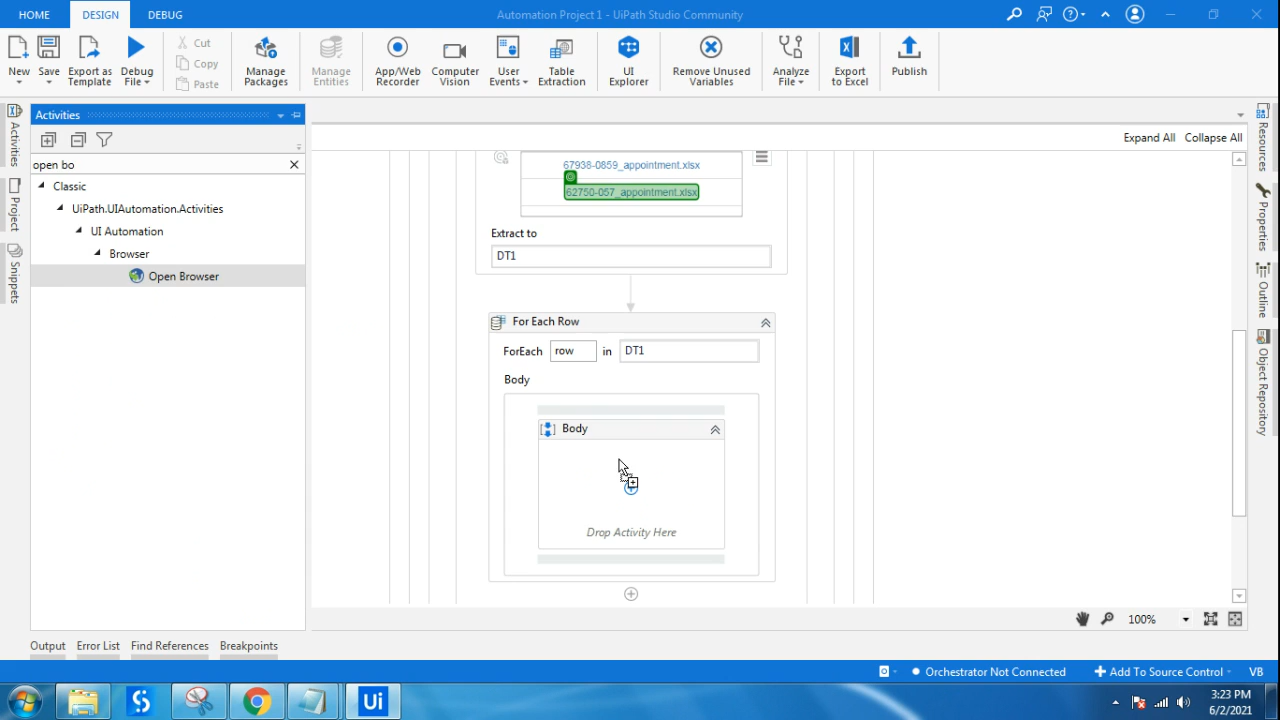 HOME DESIGN DEBUG Automation Project 1 - UiPath Studio Community
New Save Export as Template Debug File Cut Copy Paste Manage Packages Manage Entities App/Web Recorder Computer Vision User Events Table Extraction UI Explorer Remove Unused Variables Analyze File Export to Excel Publish
Activities
Expand All Collapse All
open bo
Classic
UiPath.UIAutomation.Activities
UI Automation
Browser
Open Browser
Activities
Project
Snippets
67938-0859_appointment.xlsx
62750-057_appointment.xlsx
Extract to
DT1
For Each Row
ForEach row in DT1
Body
Body
Drop Activity Here
Resources
Properties
Outline
Object Repository
100%
Output Error List Find References Breakpoints
Orchestrator Not Connected Add To Source Control VB
S Ui 3:23 PM
6/2/2021